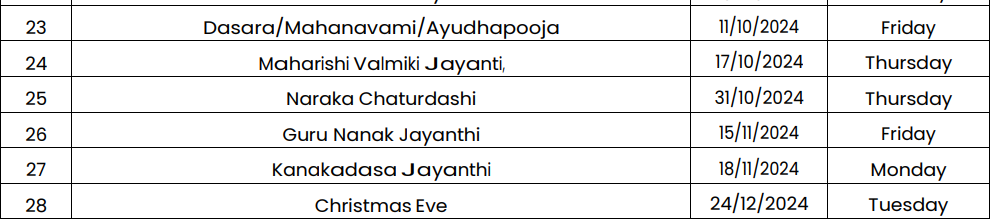 23 Dasara/Mahanavami/Ayudhapooja 11/10/2024 Friday
24 Maharishi Valmiki Jayanti, 17/10/2024 Thursday
25 Naraka Chaturdashi 31/10/2024 Thursday
26 Guru Nanak Jayanthi 15/11/2024 Friday
27 Kanakadasa Jayanthi 18/11/2024 Monday
28 Christmas Eve 24/12/2024 Tuesday